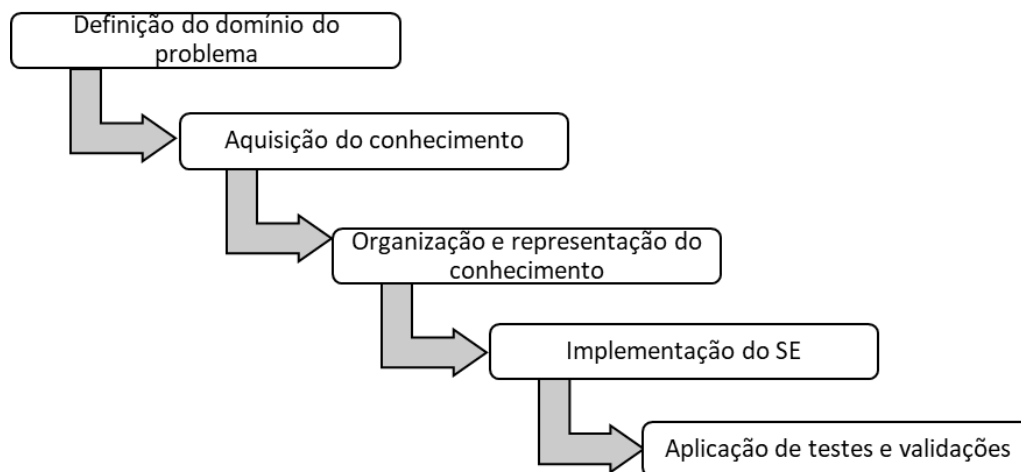 Definição do domínio do
problema
Aquisição do conhecimento
Organização e representação do
conhecimento
Implementação do SE
Aplicação de testes e validações